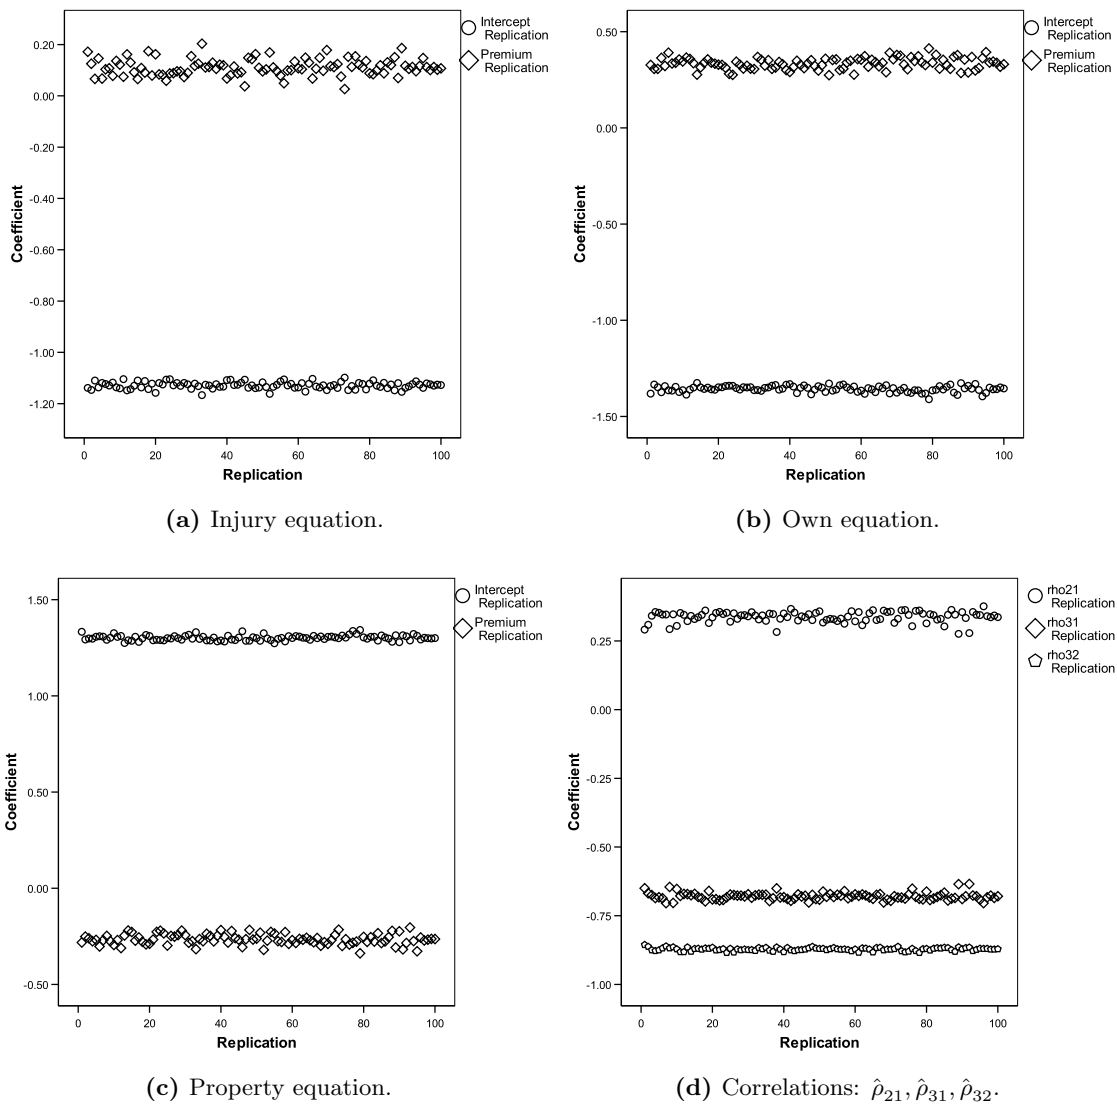 Intercept
Replication
Premium
Replication
0.20
0.00
-0.20
-0.40
-0.60
-0.80
-1.00
-1.20
Coefficient
0 20 40 60 80 100
Replication
(a) Injury equation.
Intercept
Replication
Premium
Replication
0.50
0.00
-0.50
-1.00
-1.50
Coefficient
0 20 40 60 80 100
Replication
(b) Own equation.
Intercept
Replication
Premium
Replication
1.50
1.00
0.50
0.00
-0.50
Coefficient
0 20 40 60 80 100
Replication
(c) Property equation.
rho21
Replication
rho31
Replication
rho32
Replication
0.25
0.00
-0.25
-0.50
-0.75
-1.00
Coefficient
0 20 40 60 80 100
Replication
(d) Correlations: ρ̂₂₁, ρ̂₃₁, ρ̂₃₂.